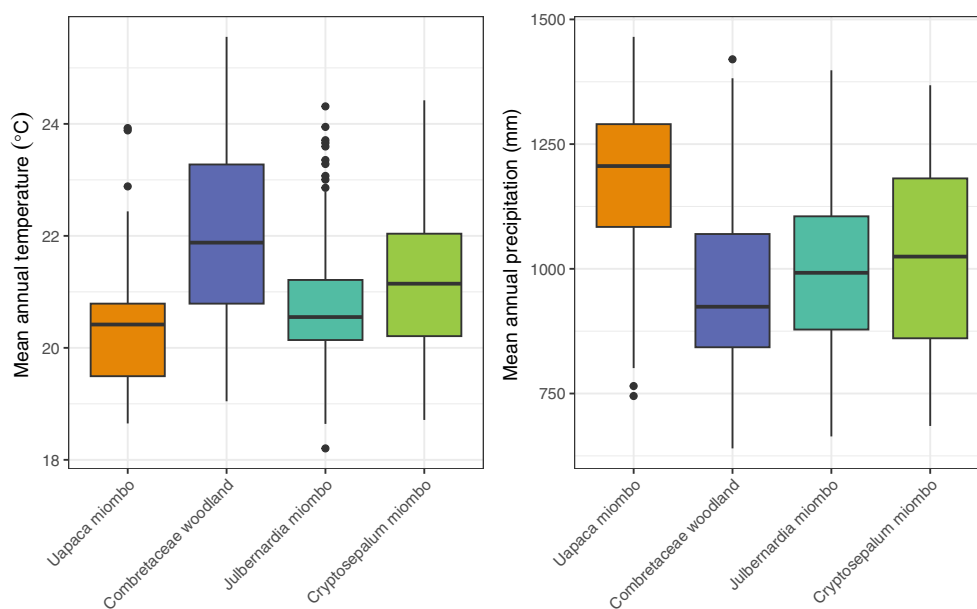 Mean annual temperature (°C)
24
22
20
18
Uapaca miombo
Combretaceae woodland
Julbernardia miombo
Cryptosepalum miombo
Mean annual precipitation (mm)
1500
1250
1000
750
Uapaca miombo
Combretaceae woodland
Julbernardia miombo
Cryptosepalum miombo